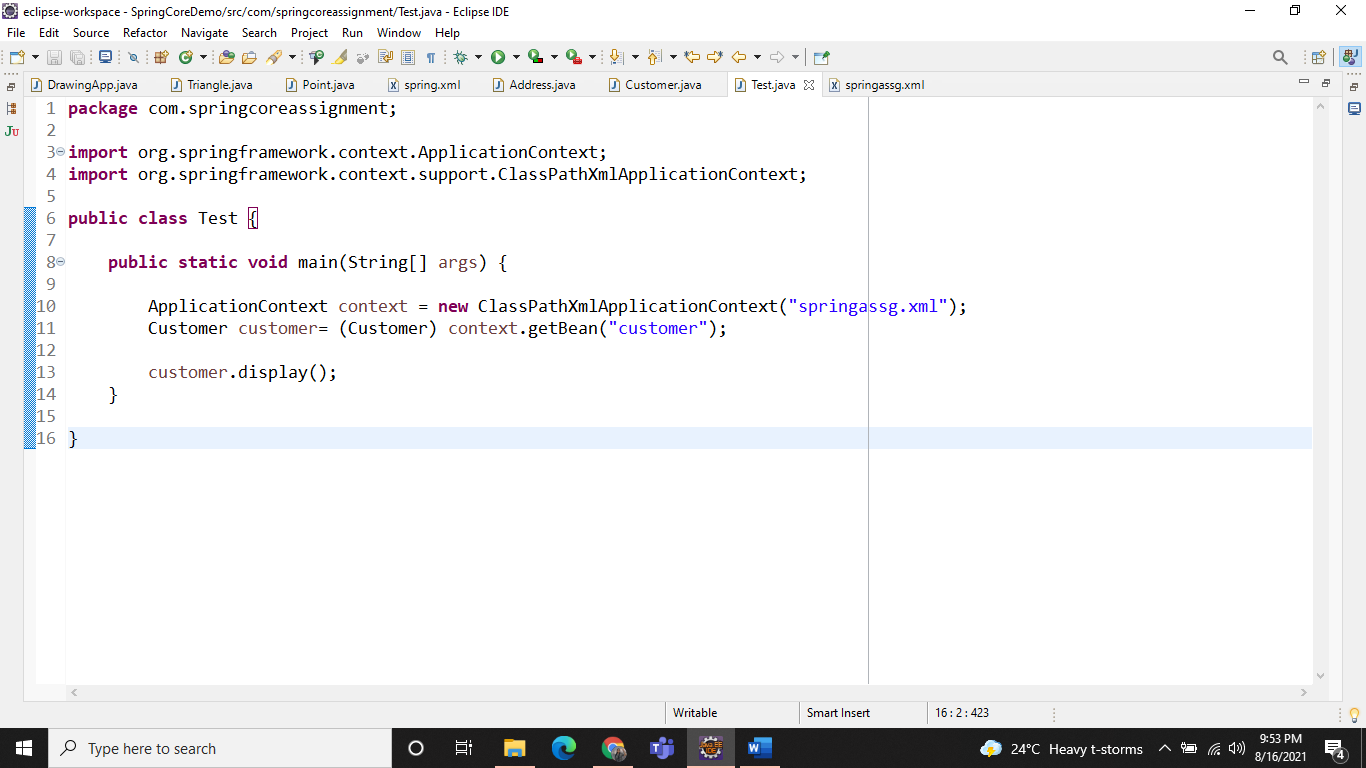 eclipse-workspace - SpringCoreDemo/src/com/springcoreassignment/Test.java - Eclipse IDE
File Edit Source Refactor Navigate Search Project Run Window Help
DrawingApp.java Triangle.java Point.java spring.xml Address.java Customer.java Test.java springassg.xml
1 package com.springcoreassignment;
2
3 import org.springframework.context.ApplicationContext;
4 import org.springframework.context.support.ClassPathXmlApplicationContext;
5
6 public class Test {
7
8 public static void main(String[] args) {
9
10 ApplicationContext context = new ClassPathXmlApplicationContext("springassg.xml");
11 Customer customer= (Customer) context.getBean("customer");
12
13 customer.display();
14 }
15
16 }
Writable Smart Insert 16 : 2 : 423
Type here to search
24°C Heavy t-storms
9:53 PM
8/16/2021
4